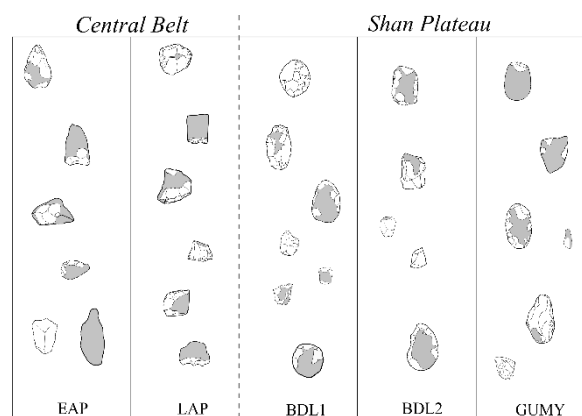 Central Belt
Shan Plateau
EAP
LAP
BDL1
BDL2
GUMY